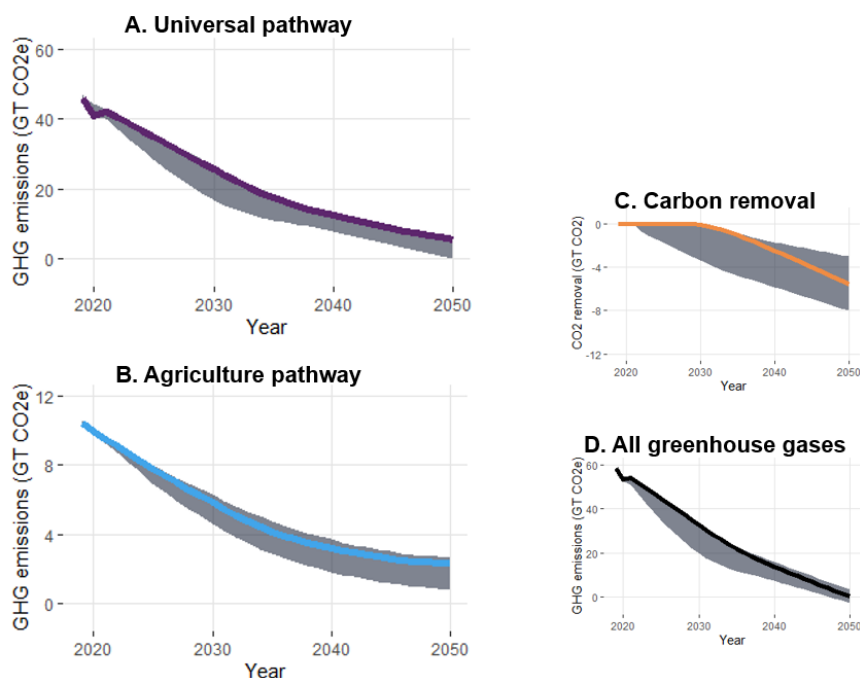 A. Universal pathway
60
40
20
0
GHG emissions (GT CO2e)
2020 2030 2040 2050
Year
B. Agriculture pathway
12
8
4
0
GHG emissions (GT CO2e)
2020 2030 2040 2050
Year
C. Carbon removal
0
-4
-8
-12
CO2 removal (GT CO2)
2020 2030 2040 2050
Year
D. All greenhouse gases
60
40
20
0
GHG emissions (GT CO2e)
2020 2030 2040 2050
Year